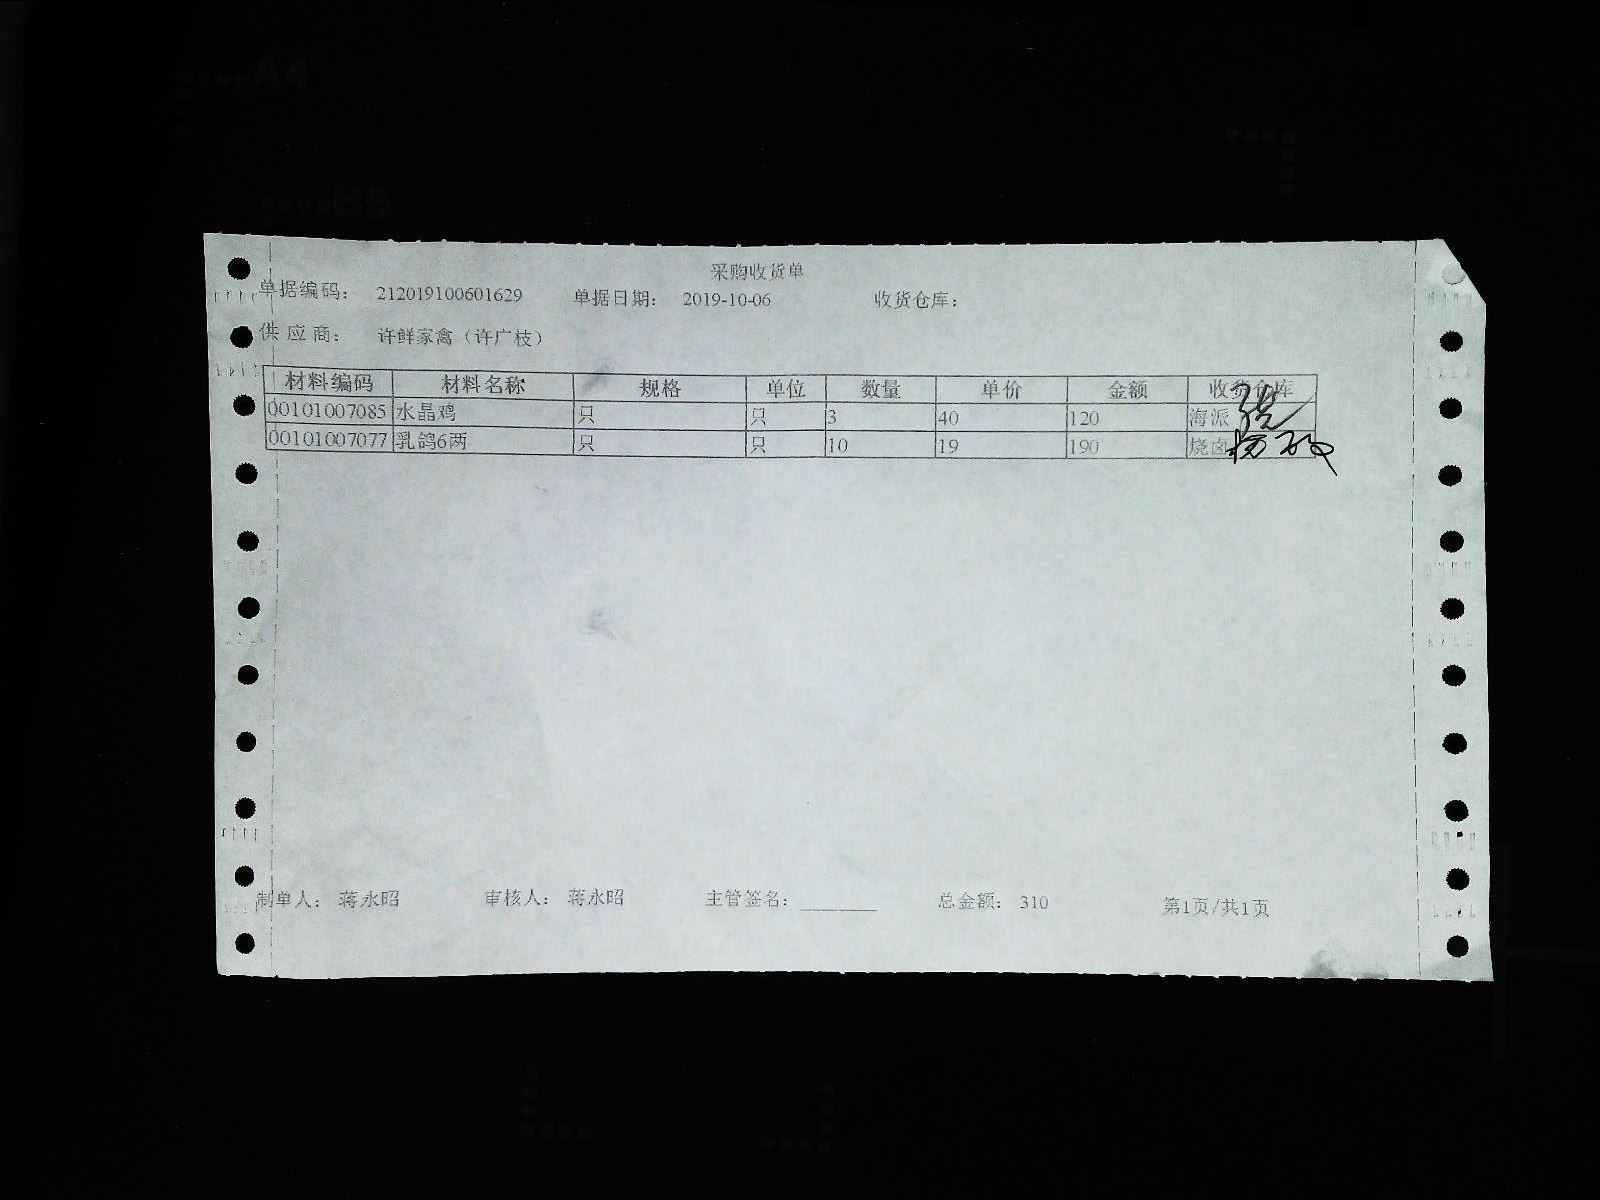 采购收货单
单据编码： 212019100601629 单据日期： 2019-10-06 收货仓库：
供应商： 许鲜家禽（许广枝）
材料编码 材料名称 规格 单位 数量 单价 金额 收货仓库
00101007085 水晶鸡 只 只 3 40 120 海派
00101007077 乳鸽6两 只 只 10 19 190 烧卤
制单人： 蒋永昭 审核人： 蒋永昭 主管签名： 总金额： 310 第1页/共1页